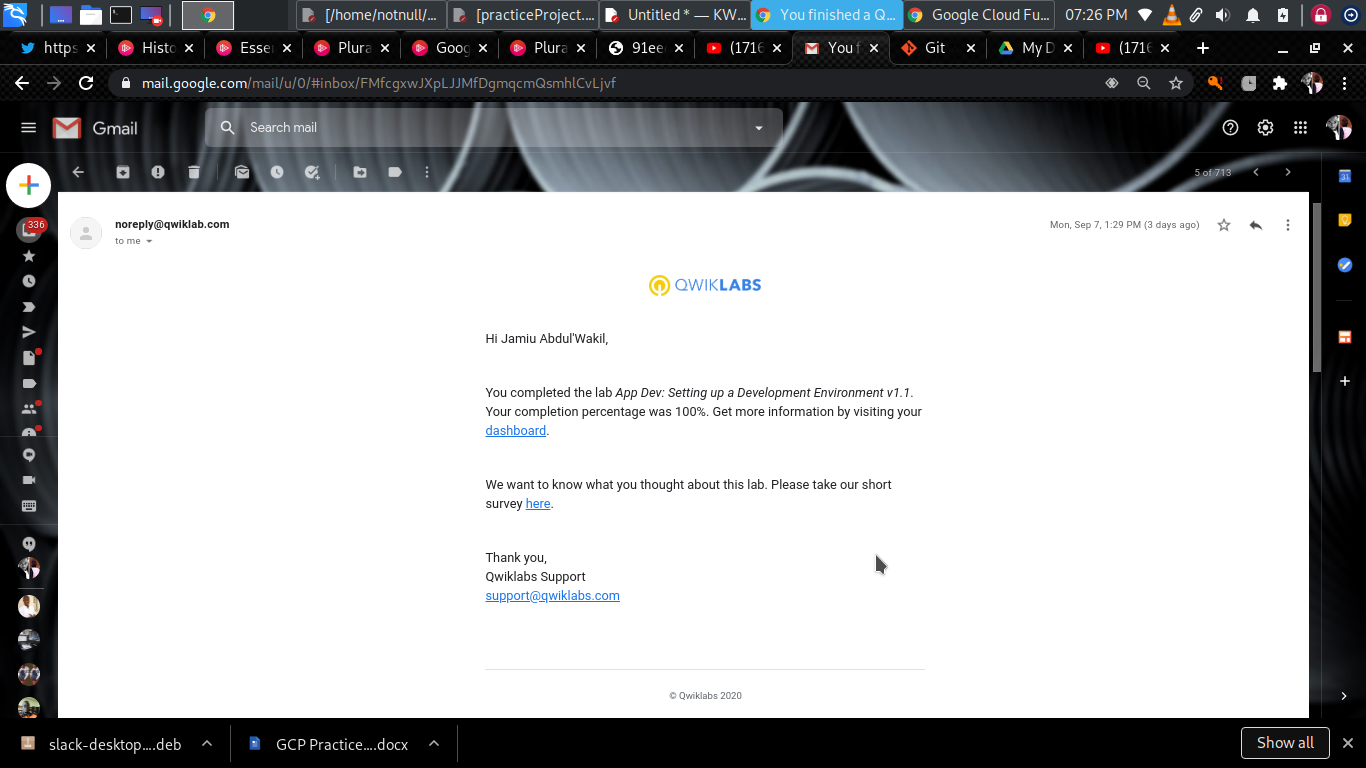 [/home/notnull/...
[practiceProject....
Untitled * — KW...
You finished a Q...
Google Cloud Fu...
07:26 PM
https
Histo
Esse
Plura
Goog
Plura
91ee
(1716
You f
Git
My D
(1716
mail.google.com/mail/u/0/#inbox/FMfcgxwJXpLJJMfDgmqcmQsmhlCvLjvf
Gmail
Search mail
5 of 713
336
noreply@qwiklab.com
to me
Mon, Sep 7, 1:29 PM (3 days ago)
QWIKLABS
Hi Jamiu Abdul'Wakil,
You completed the lab App Dev: Setting up a Development Environment v1.1.
Your completion percentage was 100%. Get more information by visiting your
dashboard.
We want to know what you thought about this lab. Please take our short
survey here.
Thank you,
Qwiklabs Support
support@qwiklabs.com
© Qwiklabs 2020
slack-desktop....deb
GCP Practice....docx
Show all